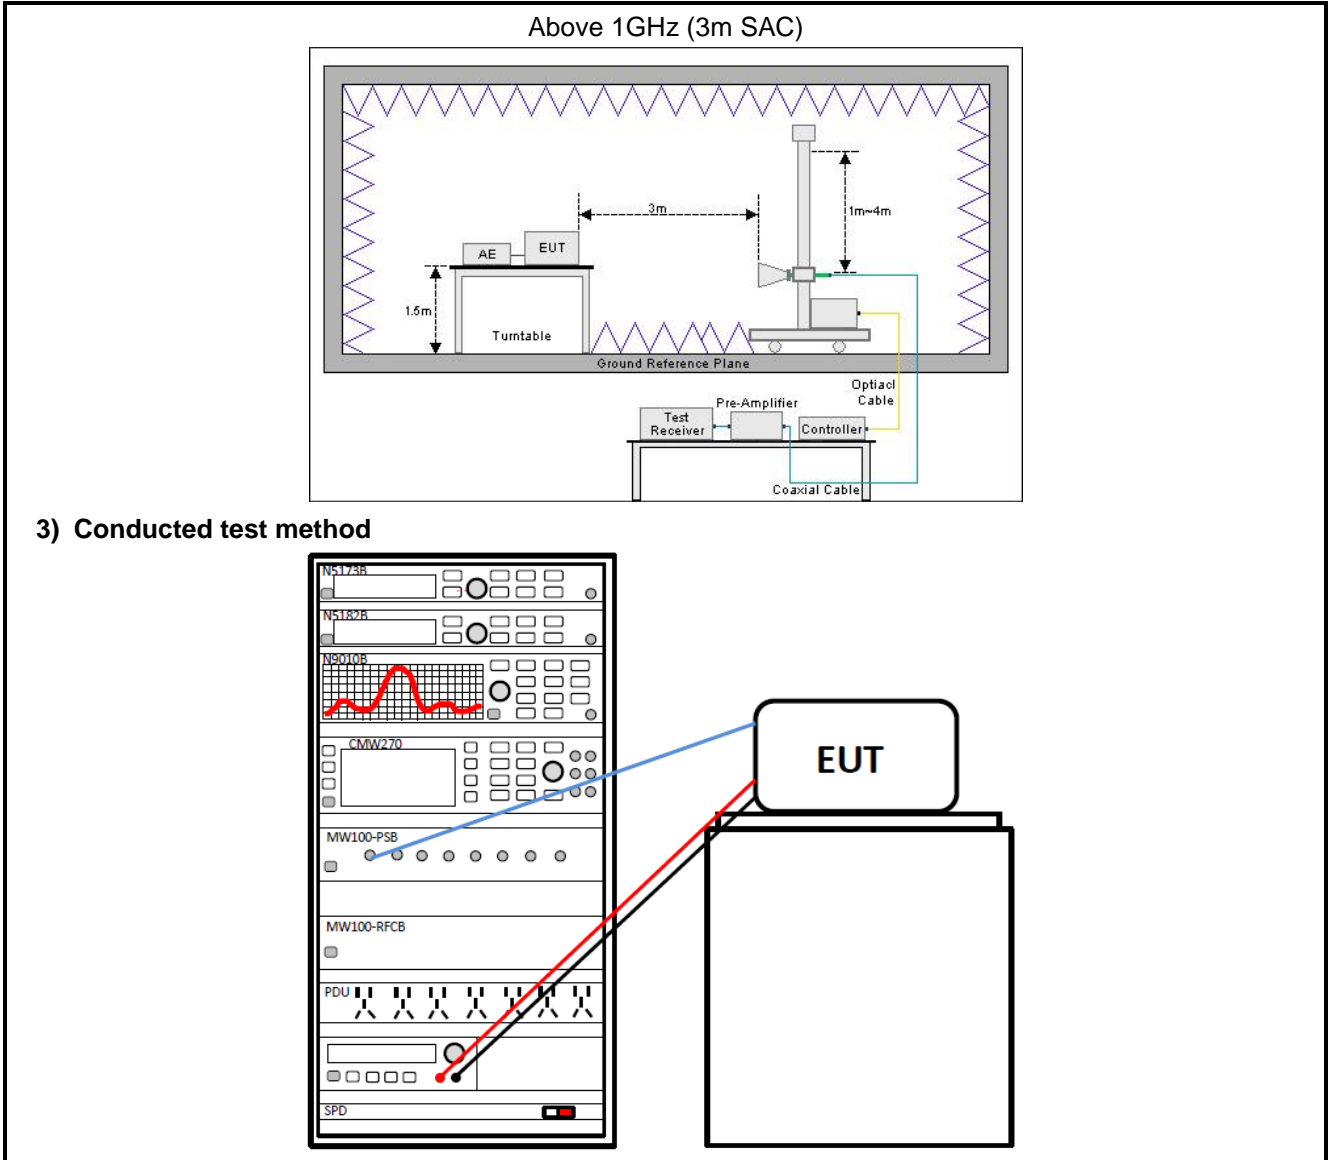 Above 1GHz (3m SAC)
3m
1m~4m
AE
EUT
1.5m
Turntable
Ground Reference Plane
Optiacl
Cable
Pre-Amplifier
Test
Receiver
Controller
Coaxial Cable
3) Conducted test method
N5173B
N5182B
N9010B
CMW270
EUT
MW100-PSB
MW100-RFCB
PDU
SPD